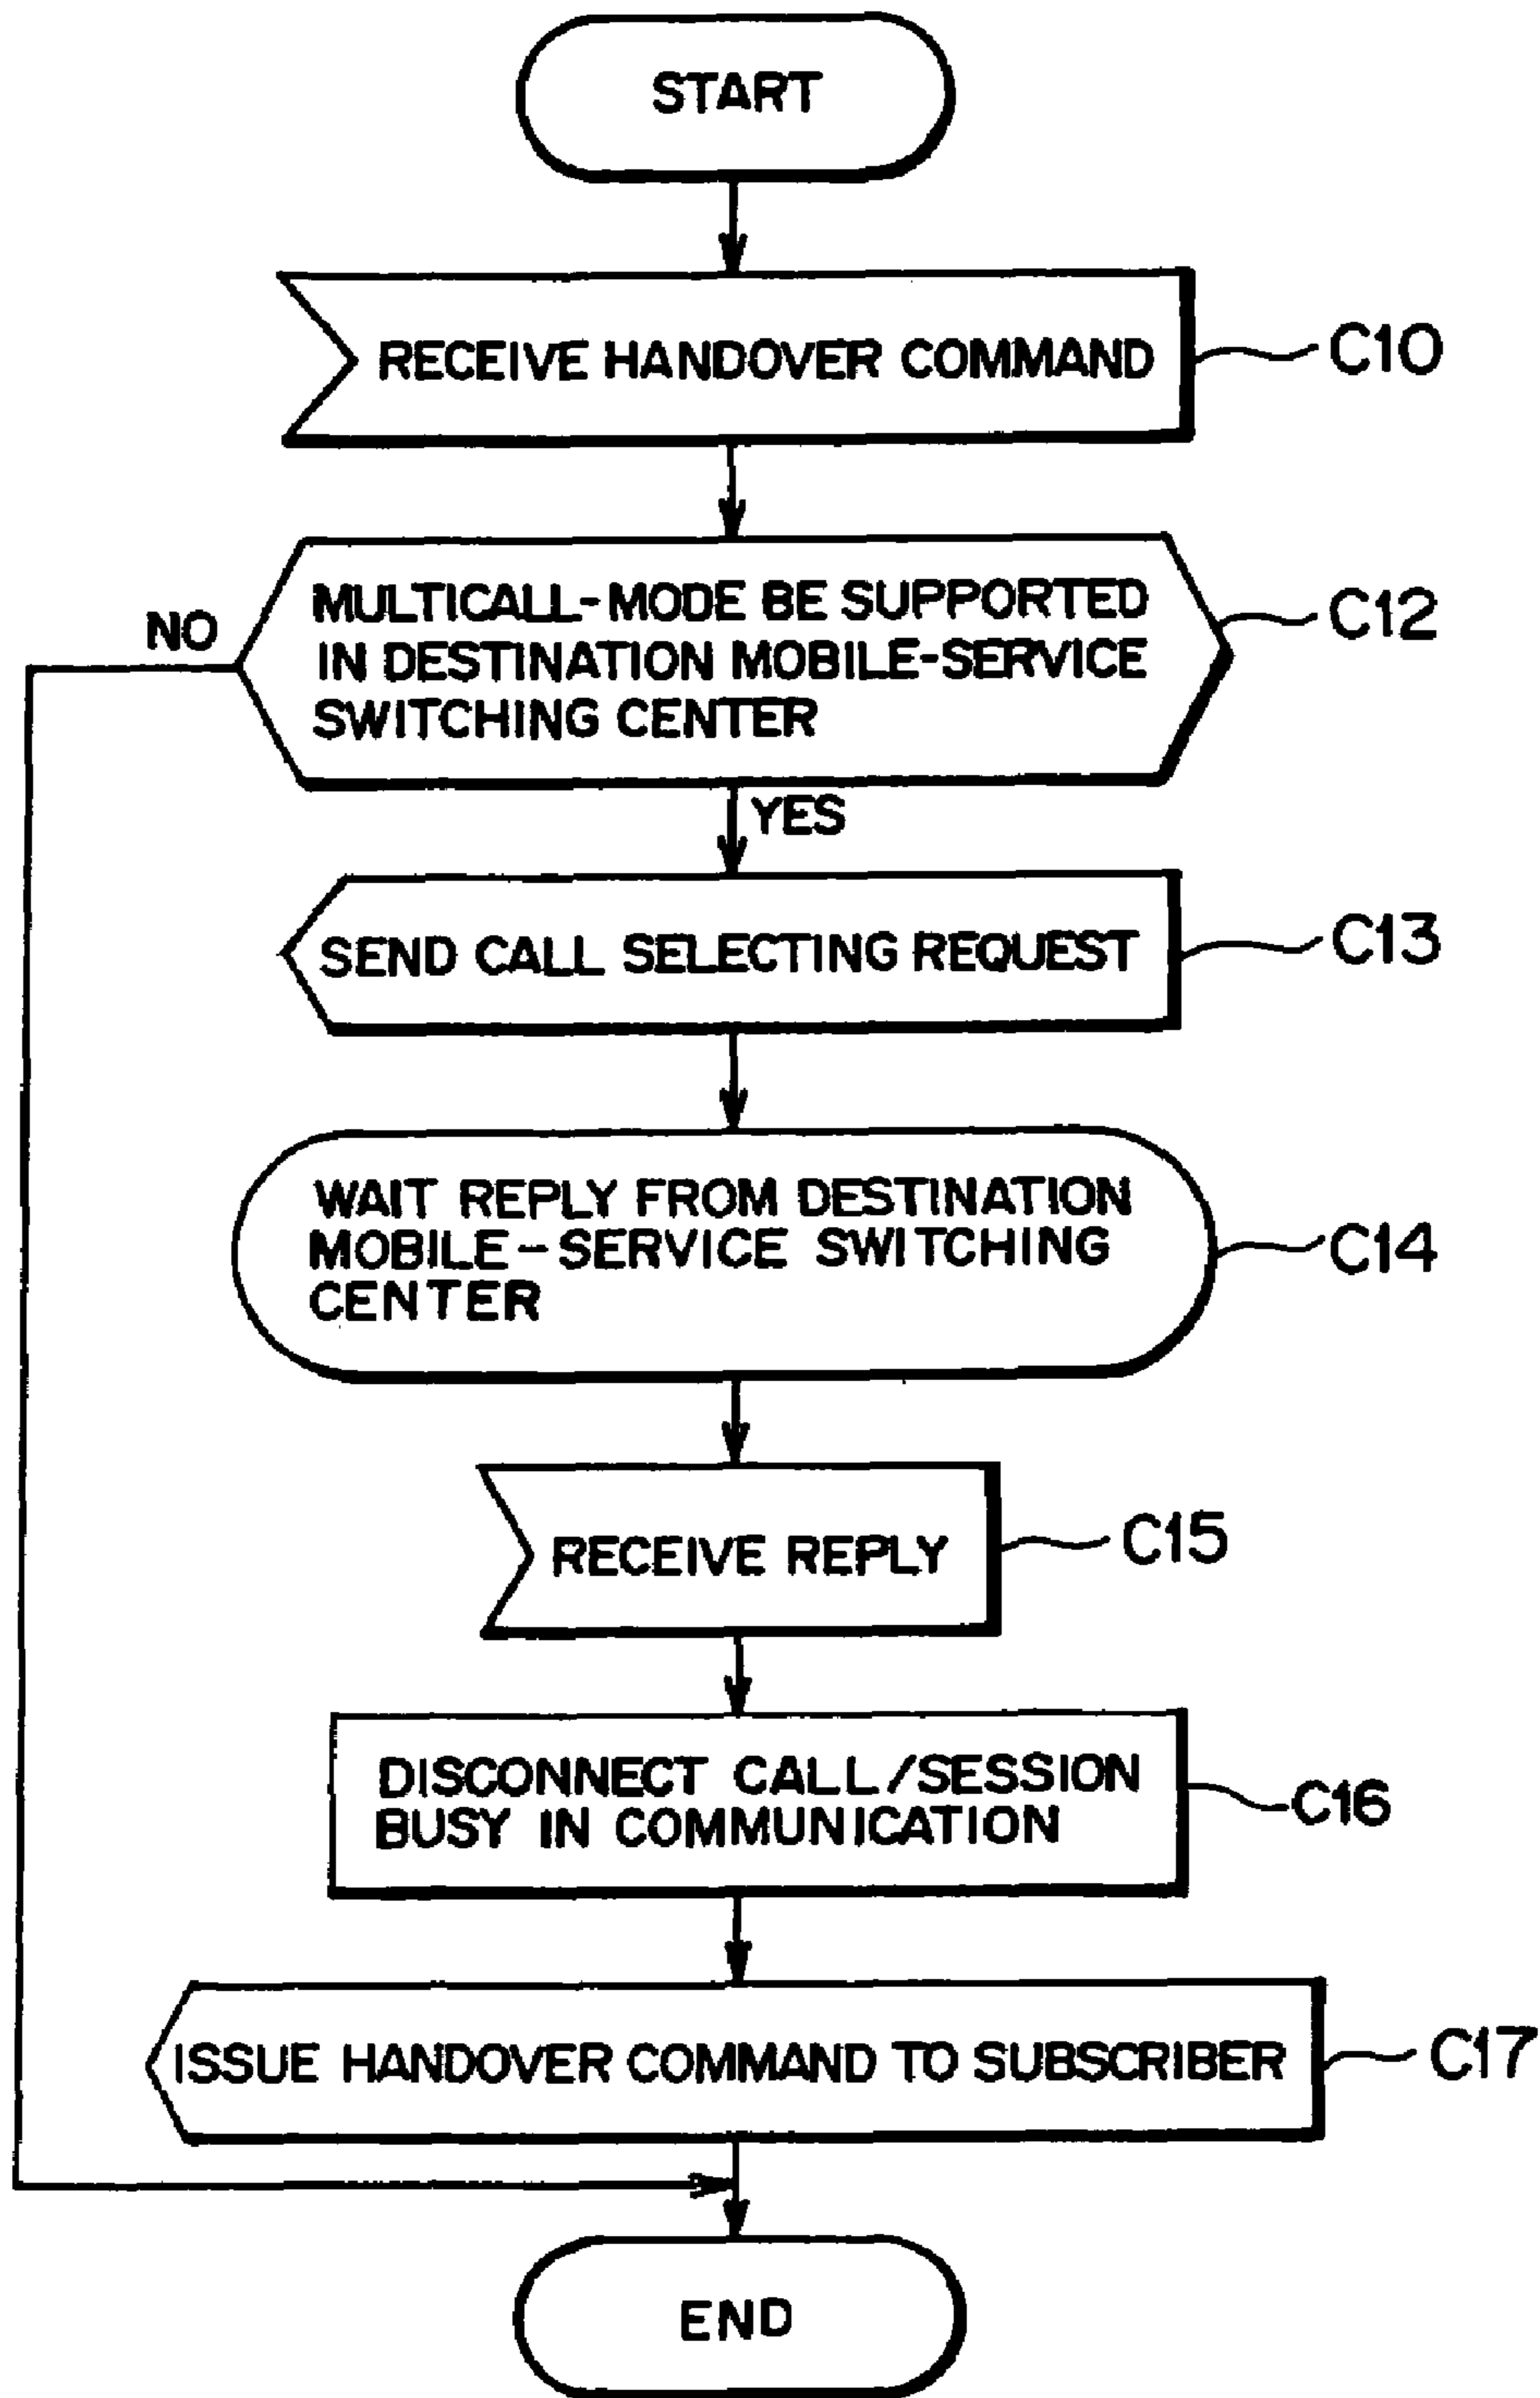 START
RECEIVE HANDOVER COMMAND
C10
MULTICALL-MODE BE SUPPORTED
IN DESTINATION MOBILE-SERVICE
SWITCHING CENTER
C12
NO
YES
SEND CALL SELECTING REQUEST
C13
WAIT REPLY FROM DESTINATION
MOBILE-SERVICE SWITCHING
CENTER
C14
RECEIVE REPLY
C15
DISCONNECT CALL/SESSION
BUSY IN COMMUNICATION
C16
ISSUE HANDOVER COMMAND TO SUBSCRIBER
C17
END